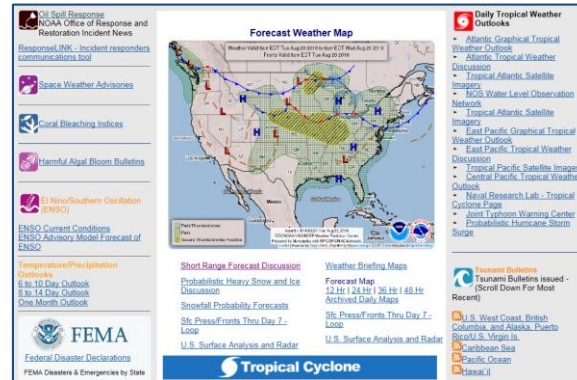 Oil Spill Response
NOAA Office of Response and
Restoration Incident News
ResponseLINK - Incident responders
communications tool
Space Weather Advisories
Coral Bleaching Indices
Harmful Algal Bloom Bulletins
El Nino/Southern Oscillation
(ENSO)
ENSO Current Conditions
ENSO Advisory Model Forecast of
ENSO
Temperature/Precipitation
Outlooks
6 to 10 Day Outlook
8 to 14 Day Outlook
One Month Outlook
FEMA
Federal Disaster Declarations
FEMA Disasters & Emergencies by State
Forecast Weather Map
Short Range Forecast Discussion
Probabilistic Heavy Snow and Ice
Discussion
Snowfall Probability Forecasts
Sfc Press/Fronts Thru Day 7 -
Loop
U.S. Surface Analysis and Radar
Weather Briefing Maps
Forecast Map
12 Hr | 24 Hr | 36 Hr | 48 Hr
Archived Daily Maps
Sfc Press/Fronts Thru Day 7 -
Loop
U.S. Surface Analysis and Radar
Tropical Cyclone
Daily Tropical Weather
Outlooks
Atlantic Graphical Tropical
Weather Outlook
Atlantic Tropical Weather
Discussion
Tropical Atlantic Satellite
Imagery
NOS Water Level Observation
Network
Tropical Atlantic Satellite
Imagery
East Pacific Graphical Tropical
Weather Outlook
East Pacific Tropical Weather
Discussion
Tropical Pacific Satellite Images
Central Pacific Tropical Weather
Outlook
Naval Research Lab - Tropical
Cyclone Page
Joint Typhoon Warning Center
Probabilistic Hurricane Storm
Surge
Tsunami Bulletins
Tsunami Bulletins issued -
(Scroll Down For Most
Recent)
U.S. West Coast, British
Columbia, and Alaska, Puerto
Rico/U.S. Virgin Is.
Caribbean Sea
Pacific Ocean
Hawai`il